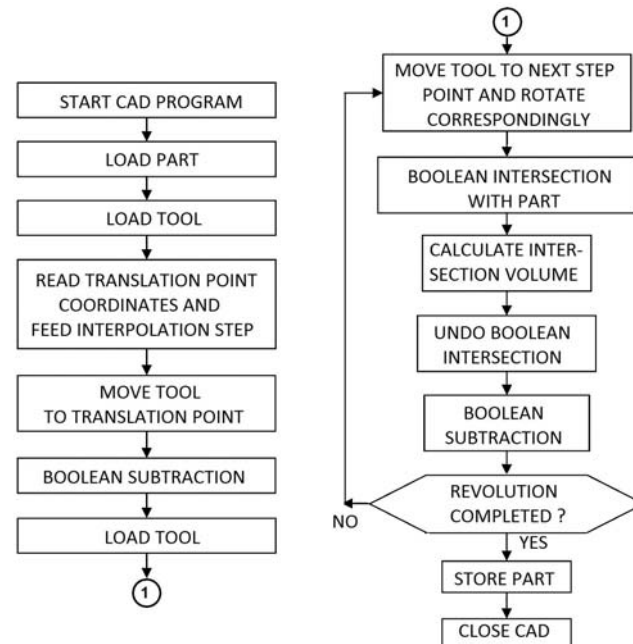 START CAD PROGRAM
LOAD PART
LOAD TOOL
READ TRANSLATION POINT
COORDINATES AND
FEED INTERPOLATION STEP
MOVE TOOL
TO TRANSLATION POINT
BOOLEAN SUBTRACTION
LOAD TOOL
1
1
MOVE TOOL TO NEXT STEP
POINT AND ROTATE
CORRESPONDINGLY
BOOLEAN INTERSECTION
WITH PART
CALCULATE INTER-
SECTION VOLUME
UNDO BOOLEAN
INTERSECTION
BOOLEAN
SUBTRACTION
REVOLUTION
COMPLETED ?
NO
YES
STORE PART
CLOSE CAD